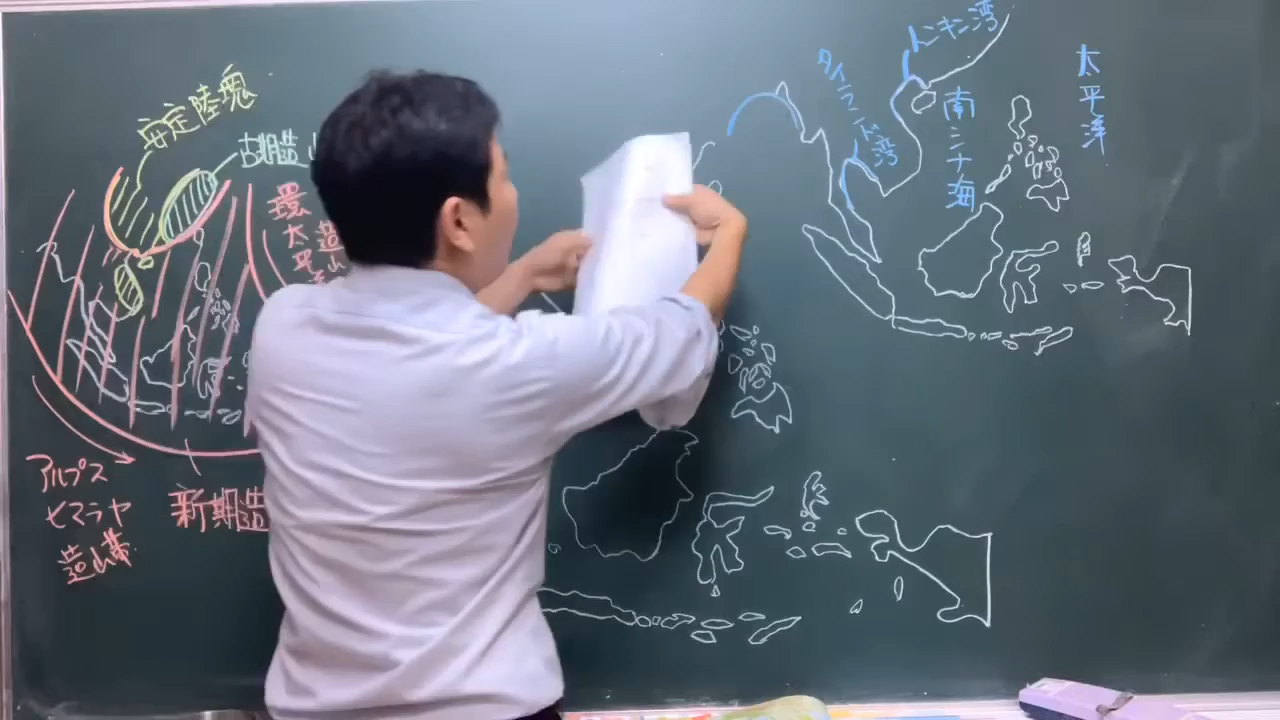 安定陸塊
古期造山
環太平
造山
アルプス
ヒマラヤ
造山帯
新期造
トンキン湾
タイランド湾
南シナ海
太平洋